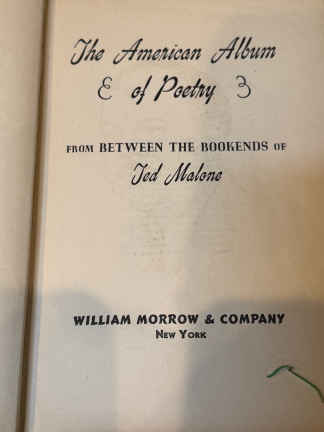 The American Album
of Poetry
FROM BETWEEN THE BOOKENDS OF
Ted Malone
WILLIAM MORROW & COMPANY
NEW YORK